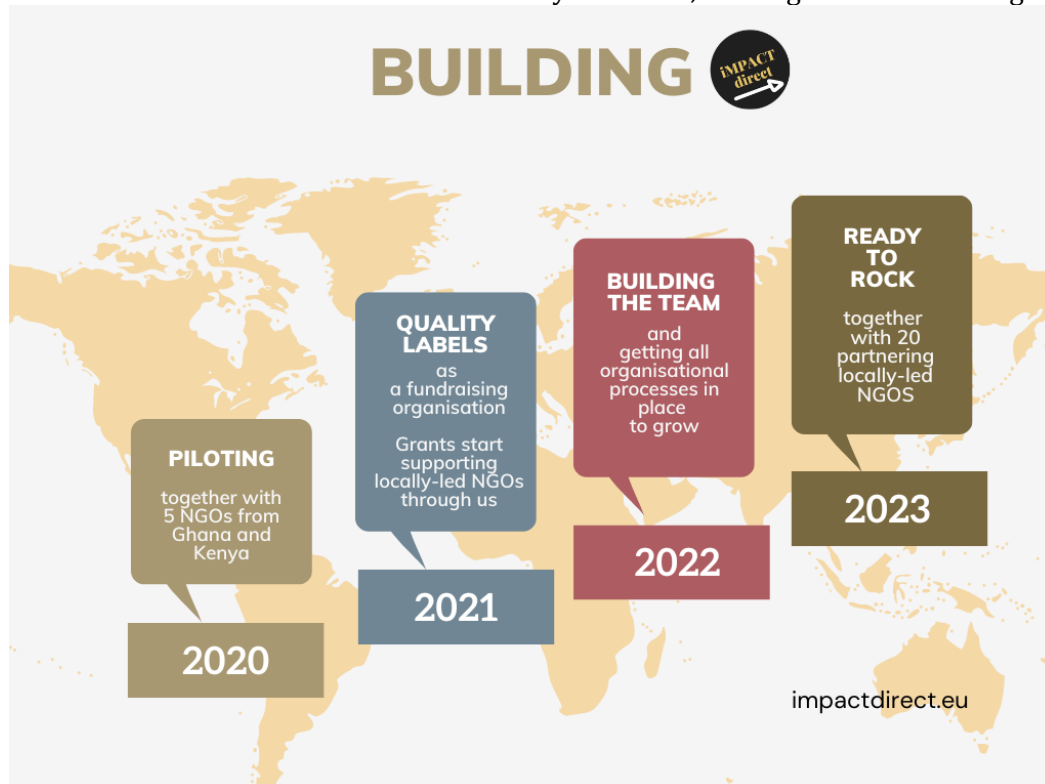 BUILDING
iMPACT
direct
PILOTING
together with
5 NGOs from
Ghana and
Kenya
2020
QUALITY
LABELS
as
a fundraising
organisation
Grants start
supporting
locally-led NGOs
through us
2021
BUILDING
THE TEAM
and
getting all
organisational
processes in
place
to grow
2022
READY
TO
ROCK
together
with 20
partnering
locally-led
NGOS
2023
impactdirect.eu